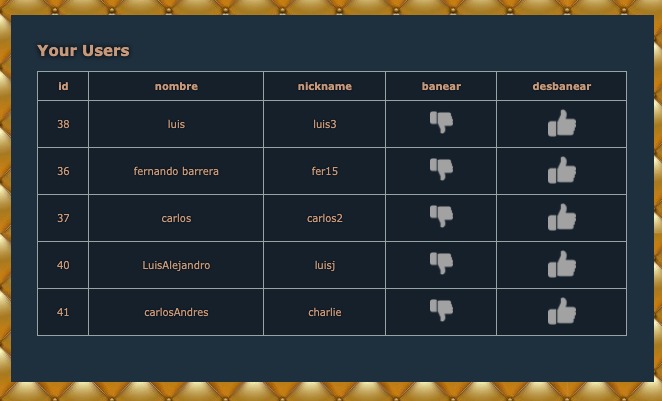 Your Users
id nombre nickname banear desbanear
38 luis luis3
36 fernando barrera fer15
37 carlos carlos2
40 LuisAlejandro luisj
41 carlosAndres charlie